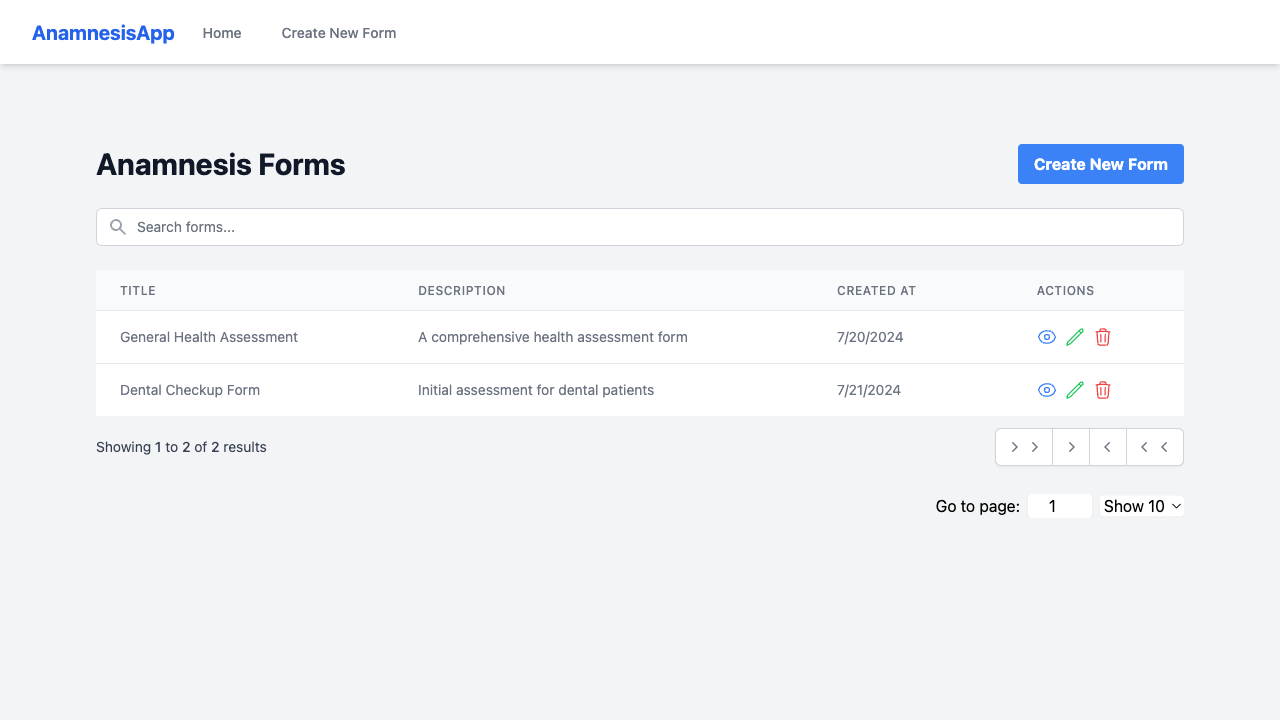 AnamnesisApp Home Create New Form
Anamnesis Forms Create New Form
Search forms...
TITLE DESCRIPTION CREATED AT ACTIONS
General Health Assessment A comprehensive health assessment form 7/20/2024
Dental Checkup Form Initial assessment for dental patients 7/21/2024
Showing 1 to 2 of 2 results
Go to page: 1 Show 10